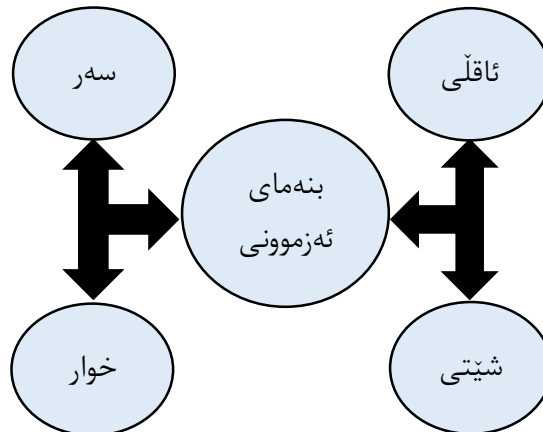 ئاقڵی
سەر
بنەمای
ئەزموونی
شێتی
خوار